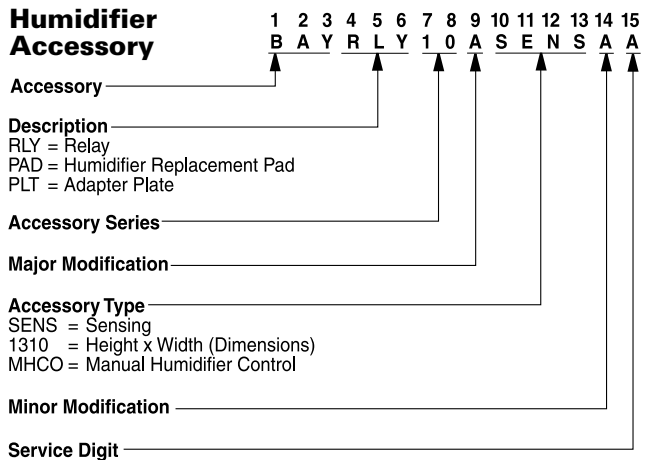 Humidifier Accessory
1 2 3 4 5 6 7 8 9 10 11 12 13 14 15
B A Y R L Y 1 0 A S E N S A A
Accessory
Description
RLY = Relay
PAD = Humidifier Replacement Pad
PLT = Adapter Plate
Accessory Series
Major Modification
Accessory Type
SENS = Sensing
1310 = Height x Width (Dimensions)
MHCO = Manual Humidifier Control
Minor Modification
Service Digit